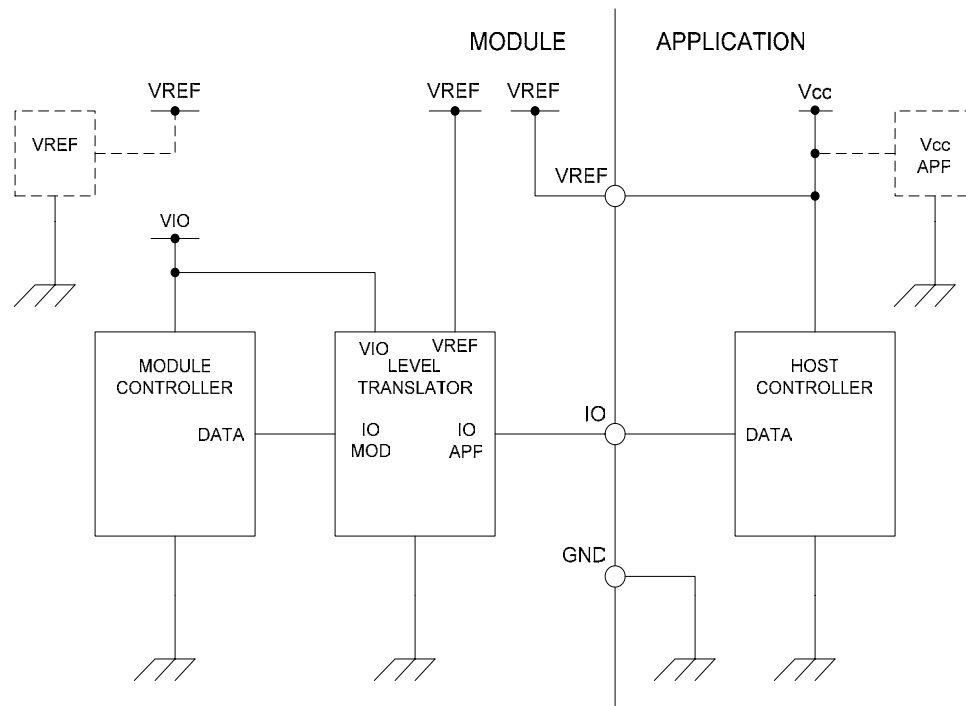 MODULE
APPLICATION
VREF
VREF
VREF
Vcc
VREF
Vcc
APF
VREF
VIO
MODULE
CONTROLLER
DATA
VIO
VREF
LEVEL
TRANSLATOR
IO
MOD
IO
APF
IO
HOST
CONTROLLER
DATA
GND